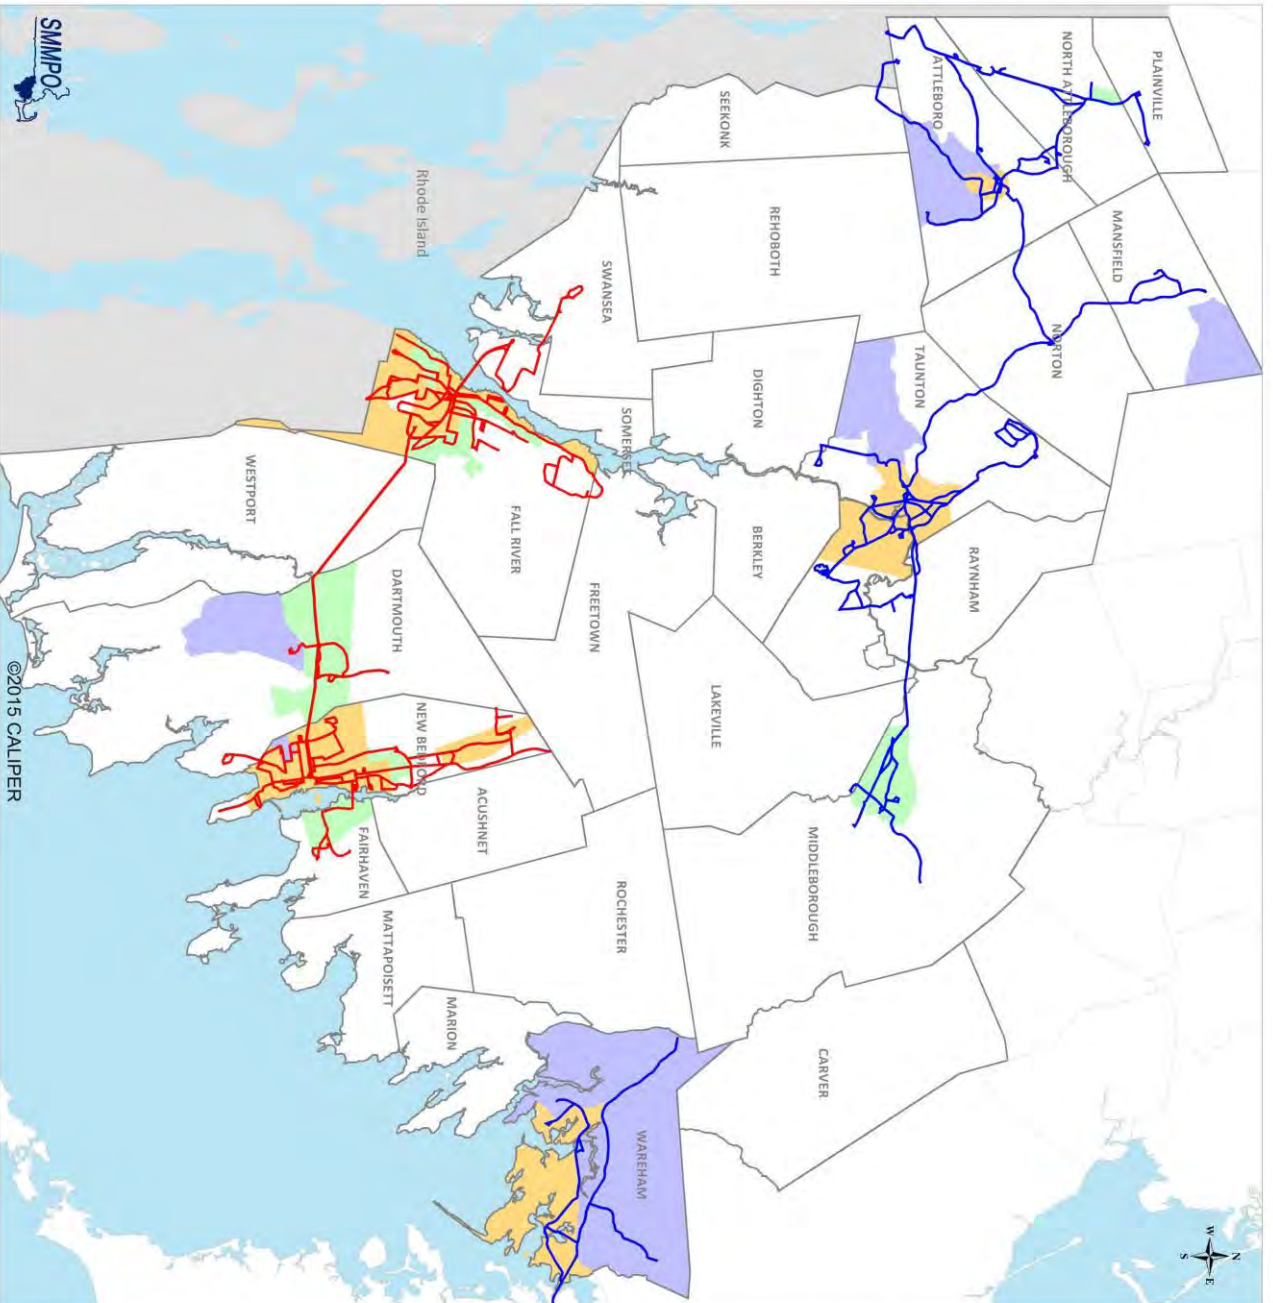 PLAINVILLE
NORTH ATTLEBOROUGH
ATTLEBORO
MANSFIELD
NORTON
SEEKONK
REHOBOTH
TAUNTON
RAYNHAM
DIGHTON
BERKLEY
SWANSEA
SOMERSET
Rhode Island
FALL RIVER
FREETOWN
LAKEVILLE
MIDDLEBOROUGH
CARVER
WESTPORT
DARTMOUTH
NEW BEDFORD
ACUSHNET
FAIRHAVEN
ROCHESTER
MATTAPOISETT
MARION
WAREHAM
SMMPO
©2015 CALIPER
N
W
E
S